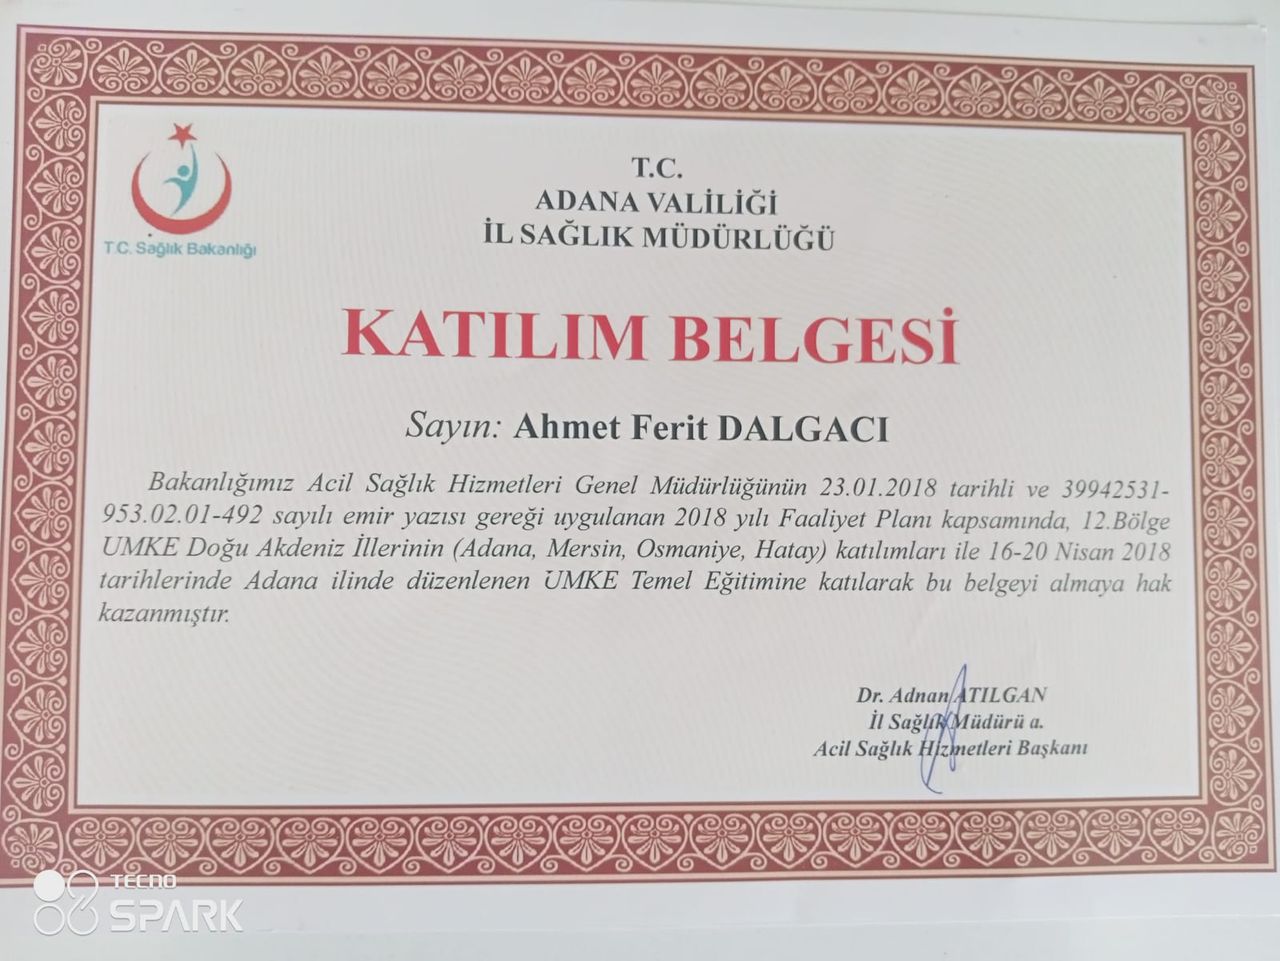 T.C. Sağlık Bakanlığı
T.C.
ADANA VALİLİĞİ
İL SAĞLIK MÜDÜRLÜĞÜ
KATILIM BELGESİ
Sayın: Ahmet Ferit DALGACI
Bakanlığımız Acil Sağlık Hizmetleri Genel Müdürlüğünün 23.01.2018 tarihli ve 39942531-
953.02.01-492 sayılı emir yazısı gereği uygulanan 2018 yılı Faaliyet Planı kapsamında, 12.Bölge
UMKE Doğu Akdeniz İllerinin (Adana, Mersin, Osmaniye, Hatay) katılımları ile 16-20 Nisan 2018
tarihlerinde Adana ilinde düzenlenen UMKE Temel Eğitimine katılarak bu belgeyi almaya hak
kazanmıştır.
Dr. Adnan ATILGAN
İl Sağlık Müdürü a.
Acil Sağlık Hizmetleri Başkanı
TECNO
SPARK